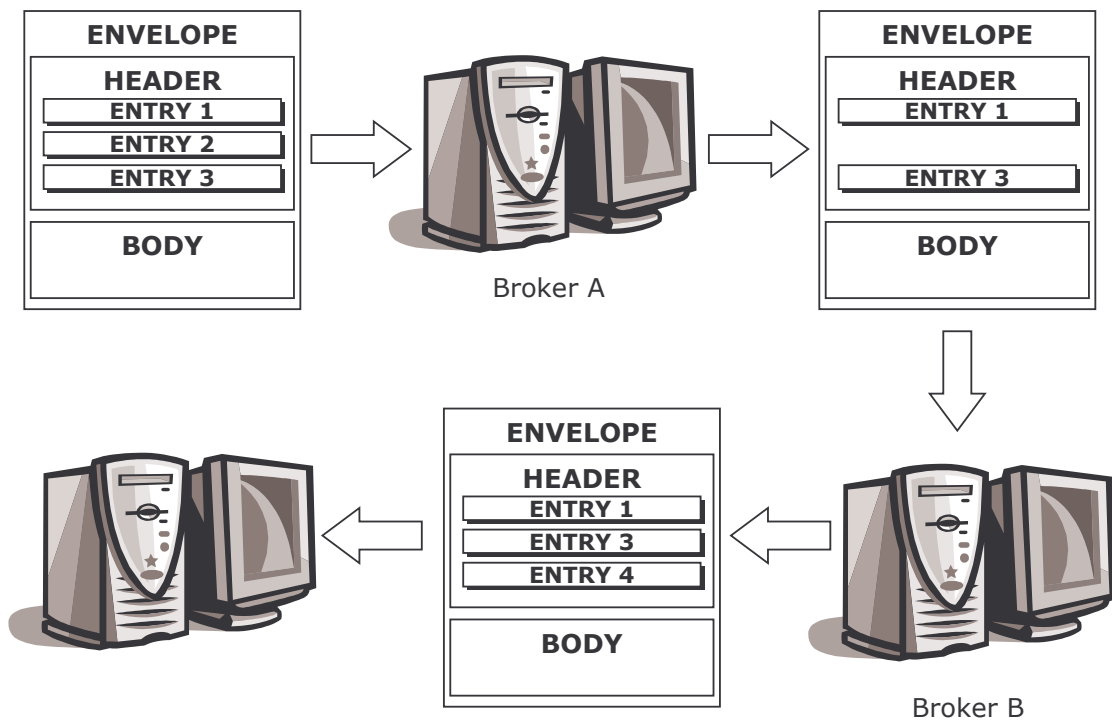 ENVELOPE
HEADER
ENTRY 1
ENTRY 2
ENTRY 3
BODY
Broker A
ENVELOPE
HEADER
ENTRY 1
ENTRY 3
BODY
ENVELOPE
HEADER
ENTRY 1
ENTRY 3
ENTRY 4
BODY
Broker B